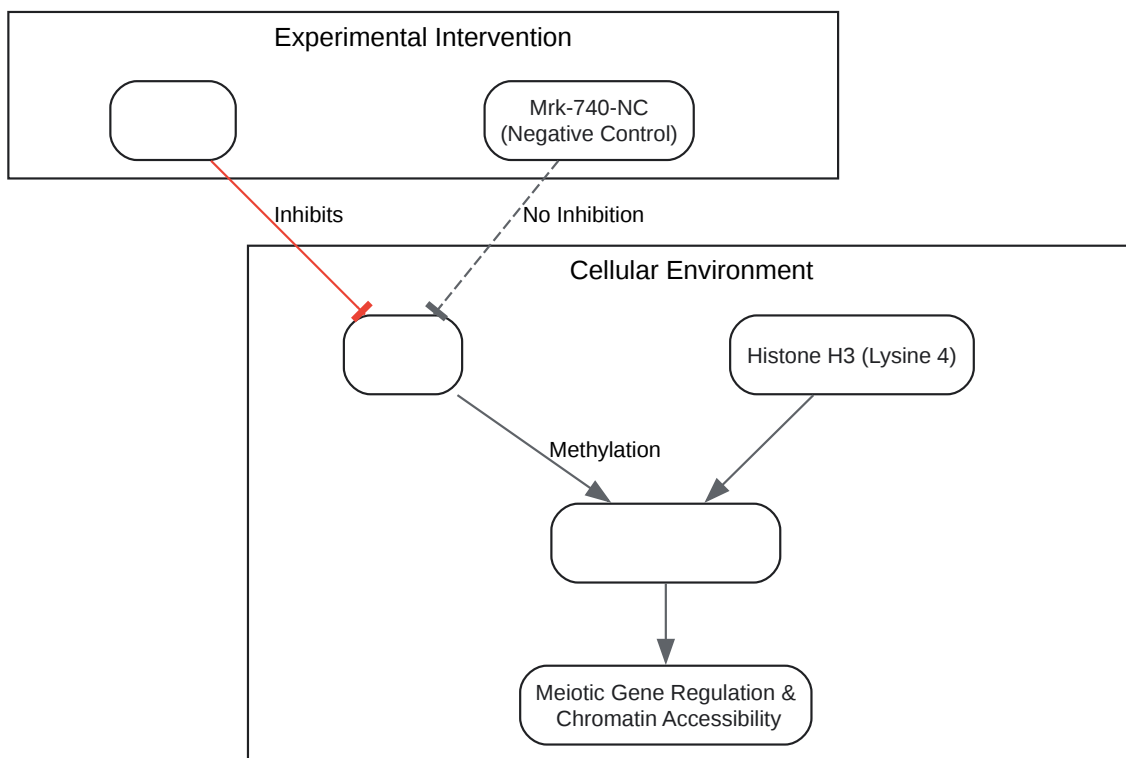 Experimental Intervention
Mrk-740-NC
(Negative Control)
Inhibits
No Inhibition
Cellular Environment
Histone H3 (Lysine 4)
Methylation
Meiotic Gene Regulation &
Chromatin Accessibility